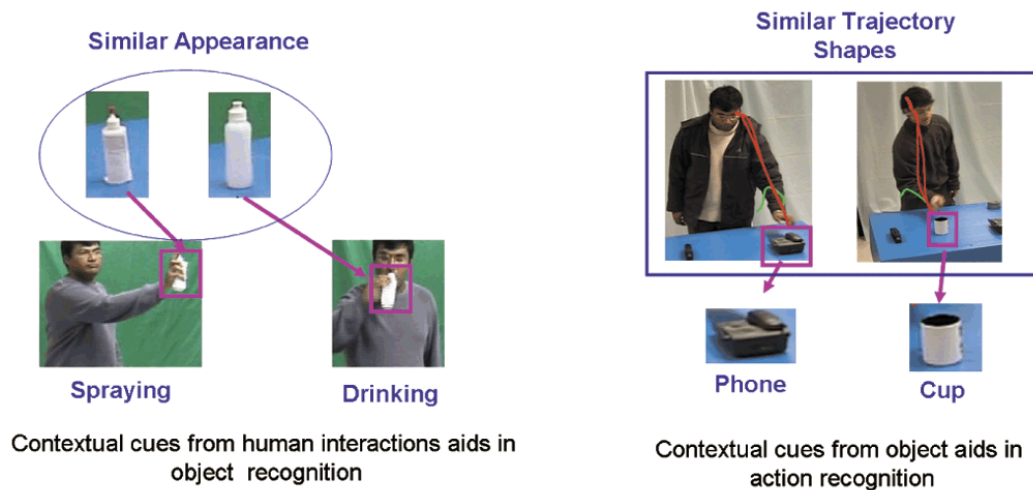 Similar Appearance
Spraying
Drinking
Contextual cues from human interactions aids in
object recognition
Similar Trajectory
Shapes
Phone
Cup
Contextual cues from object aids in
action recognition